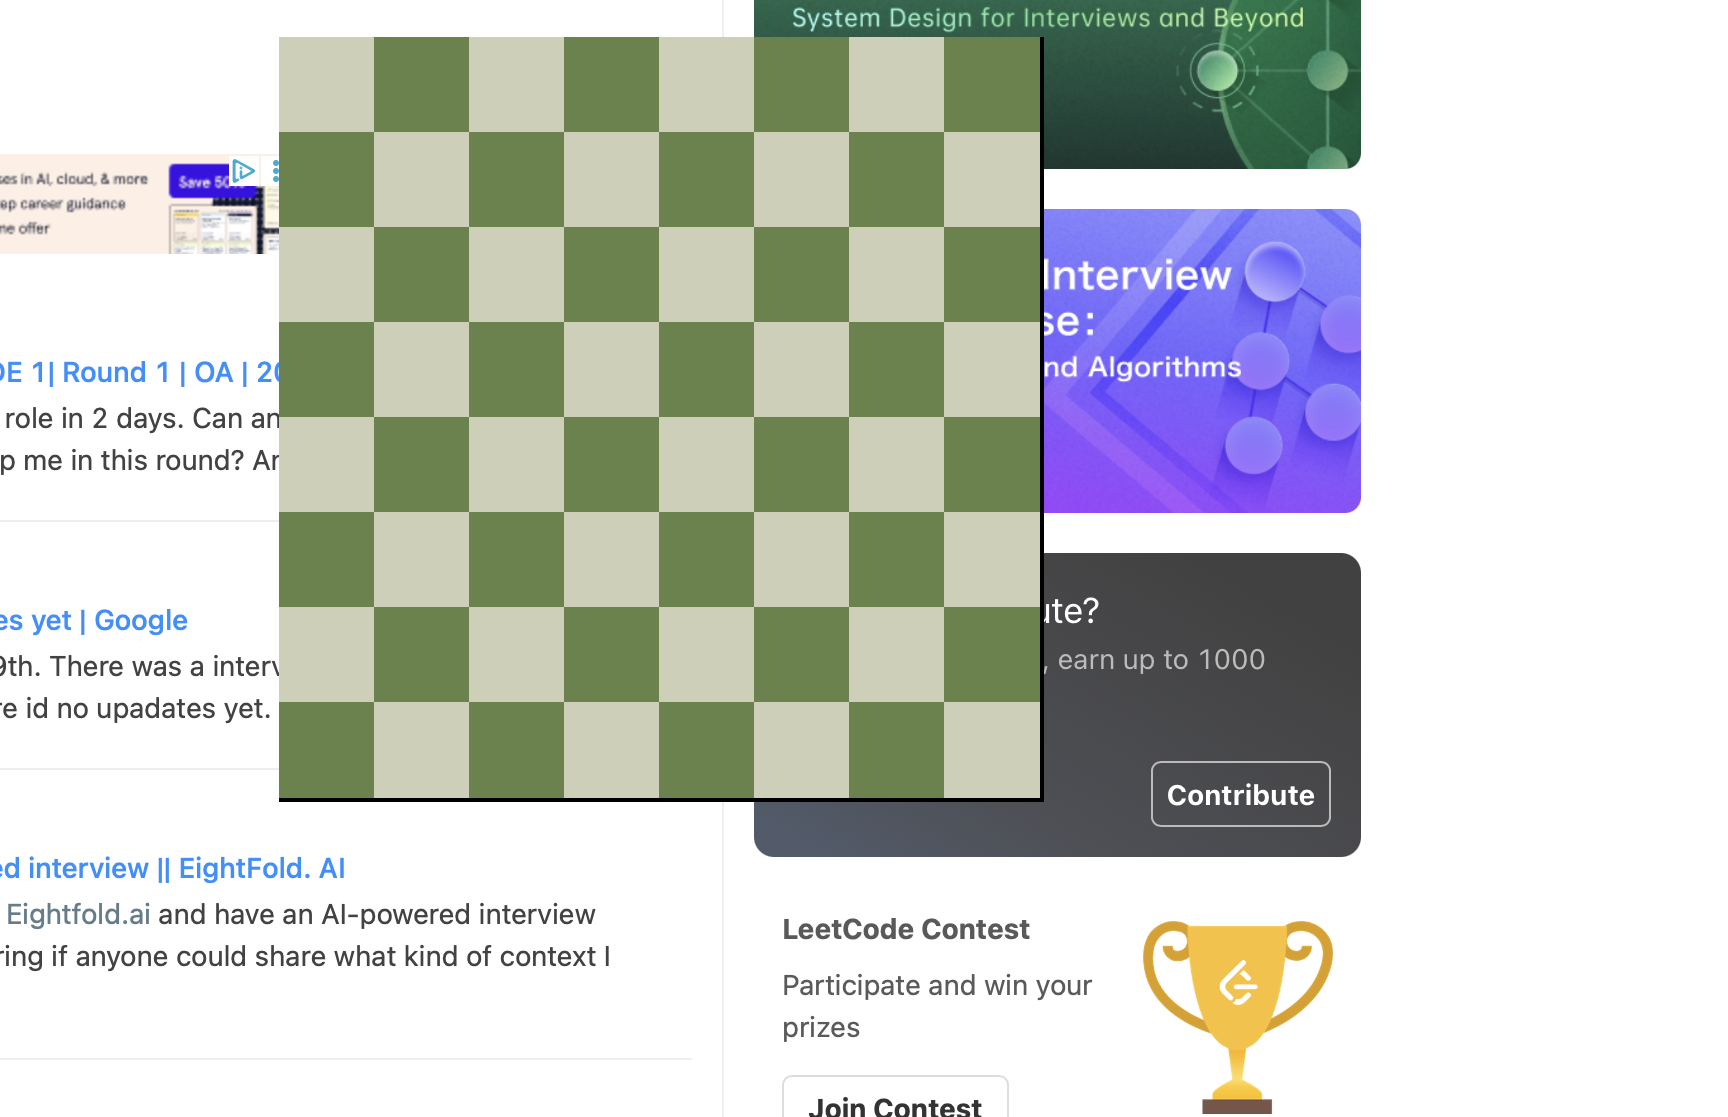 System Design for Interviews and Beyond
ses in AI, cloud, & more
ep career guidance
me offer
Save 50%
Interview
se:
nd Algorithms
DE 1| Round 1 | OA | 20
role in 2 days. Can an
p me in this round? Ar
es yet | Google
9th. There was a interv
re id no upadates yet.
ute?
, earn up to 1000
Contribute
ed interview || EightFold. AI
Eightfold.ai and have an AI-powered interview
ring if anyone could share what kind of context I
LeetCode Contest
Participate and win your
prizes
Join Contest